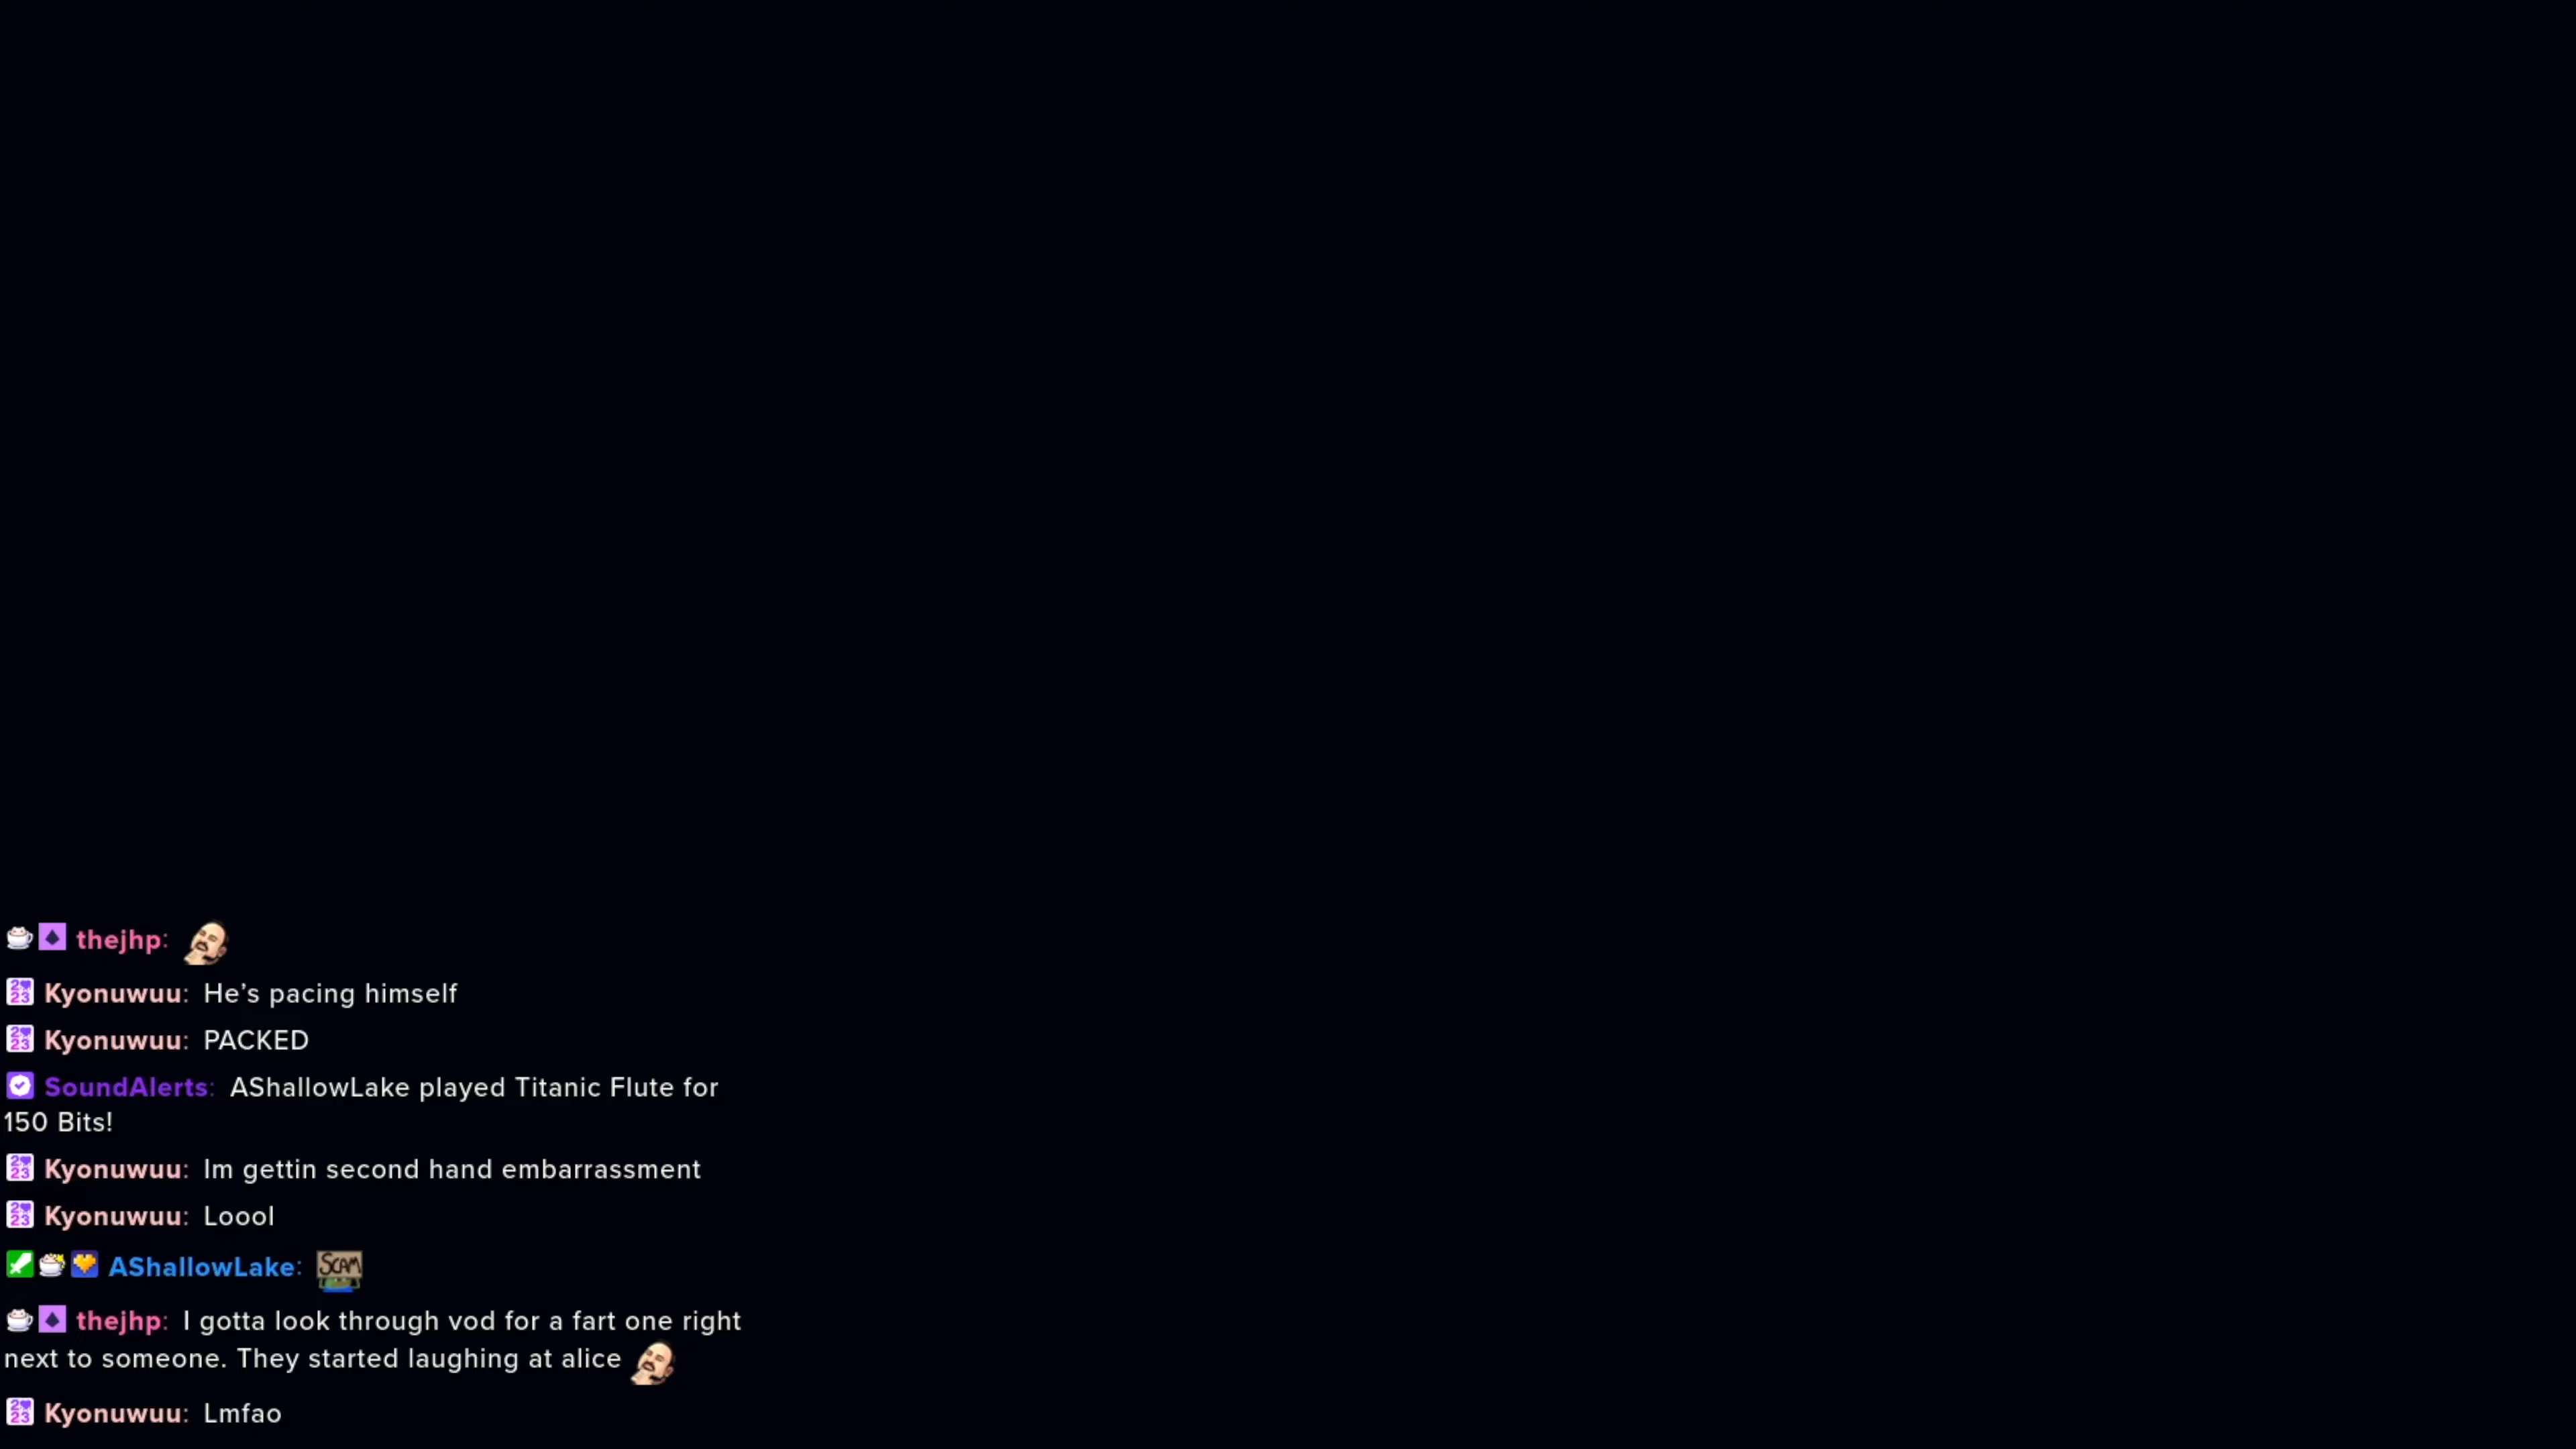 thejhp:
Kyonuwuu: He’s pacing himself
Kyonuwuu: PACKED
SoundAlerts: AShallowLake played Titanic Flute for
150 Bits!
Kyonuwuu: Im gettin second hand embarrassment
Kyonuwuu: Loool
AShallowLake: SCAM
thejhp: I gotta look through vod for a fart one right
next to someone. They started laughing at alice
Kyonuwuu: Lmfao